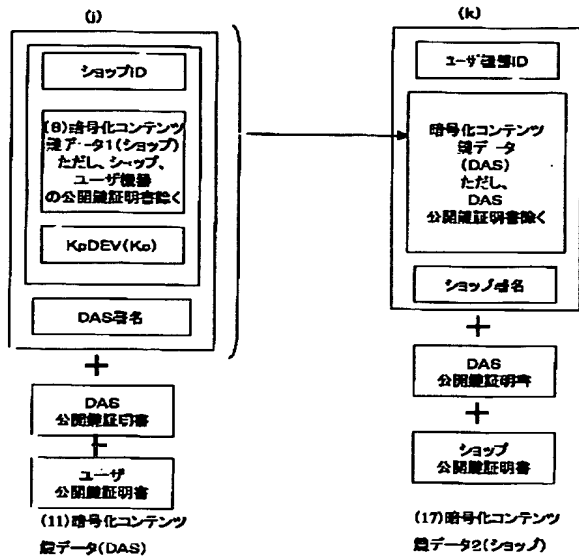 (j)
ショップID
(8)暗号化コンテンツ
鍵データ1(ショップ)
ただし、ショップ、
ユーザ機器
の公開鍵証明書除く
KpDEV(Kp)
DAS署名
+
DAS
公開鍵証明書
+
ユーザ
公開鍵証明書
(11)暗号化コンテンツ
鍵データ(DAS)
(k)
ユーザ機器ID
暗号化コンテンツ
鍵データ
(DAS)
ただし、
DAS
公開鍵証明書除く
ショップ署名
+
DAS
公開鍵証明書
+
ショップ
公開鍵証明書
(17)暗号化コンテンツ
鍵データ2(ショップ)